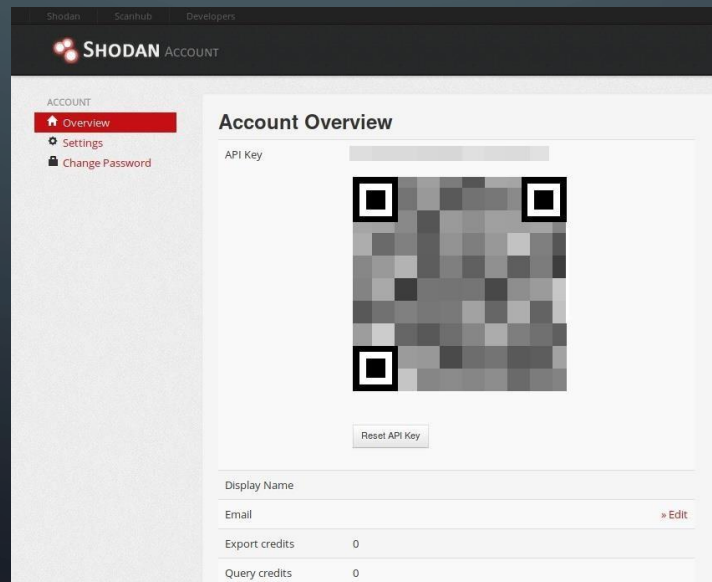 Shodan Scanhub Developers
SHODAN ACCOUNT
ACCOUNT
Overview
Settings
Change Password
Account Overview
API Key
Reset API Key
Display Name
Email » Edit
Export credits 0
Query credits 0